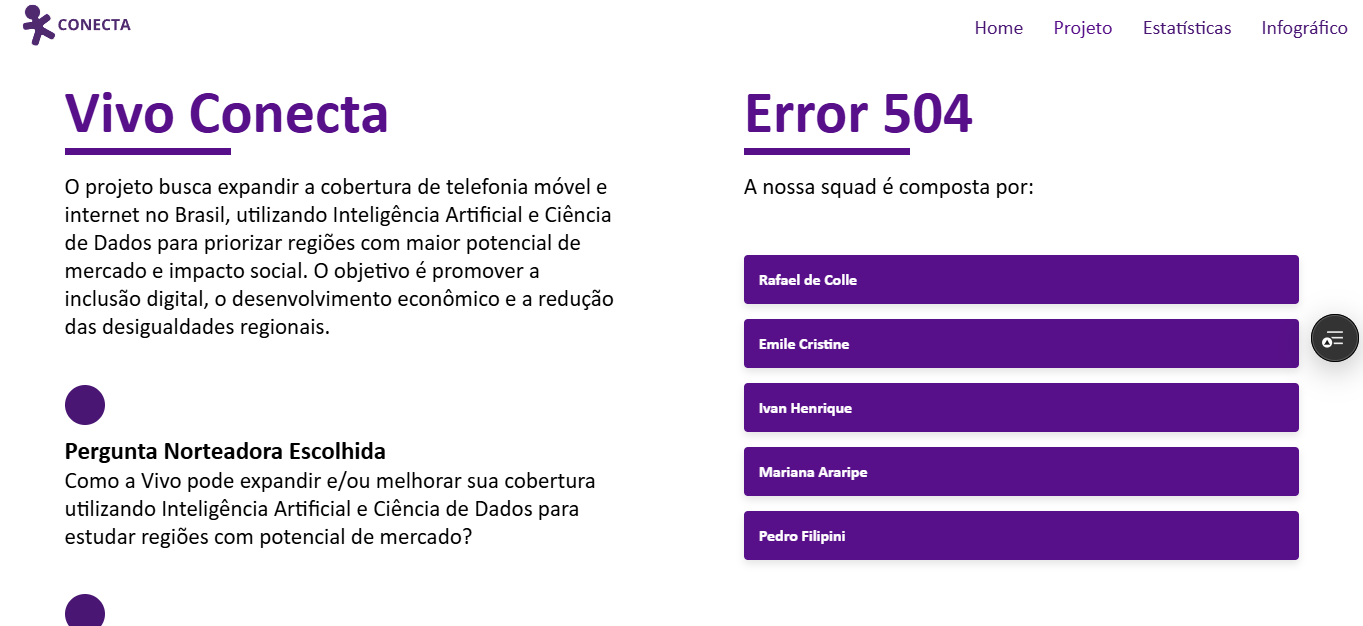 CONECTA
Home Projeto Estatísticas Infográfico
Vivo Conecta
O projeto busca expandir a cobertura de telefonia móvel e
internet no Brasil, utilizando Inteligência Artificial e Ciência
de Dados para priorizar regiões com maior potencial de
mercado e impacto social. O objetivo é promover a
inclusão digital, o desenvolvimento econômico e a redução
das desigualdades regionais.
Pergunta Norteadora Escolhida
Como a Vivo pode expandir e/ou melhorar sua cobertura
utilizando Inteligência Artificial e Ciência de Dados para
estudar regiões com potencial de mercado?
Error 504
A nossa squad é composta por:
Rafael de Colle
Emile Cristine
Ivan Henrique
Mariana Araripe
Pedro Filipini